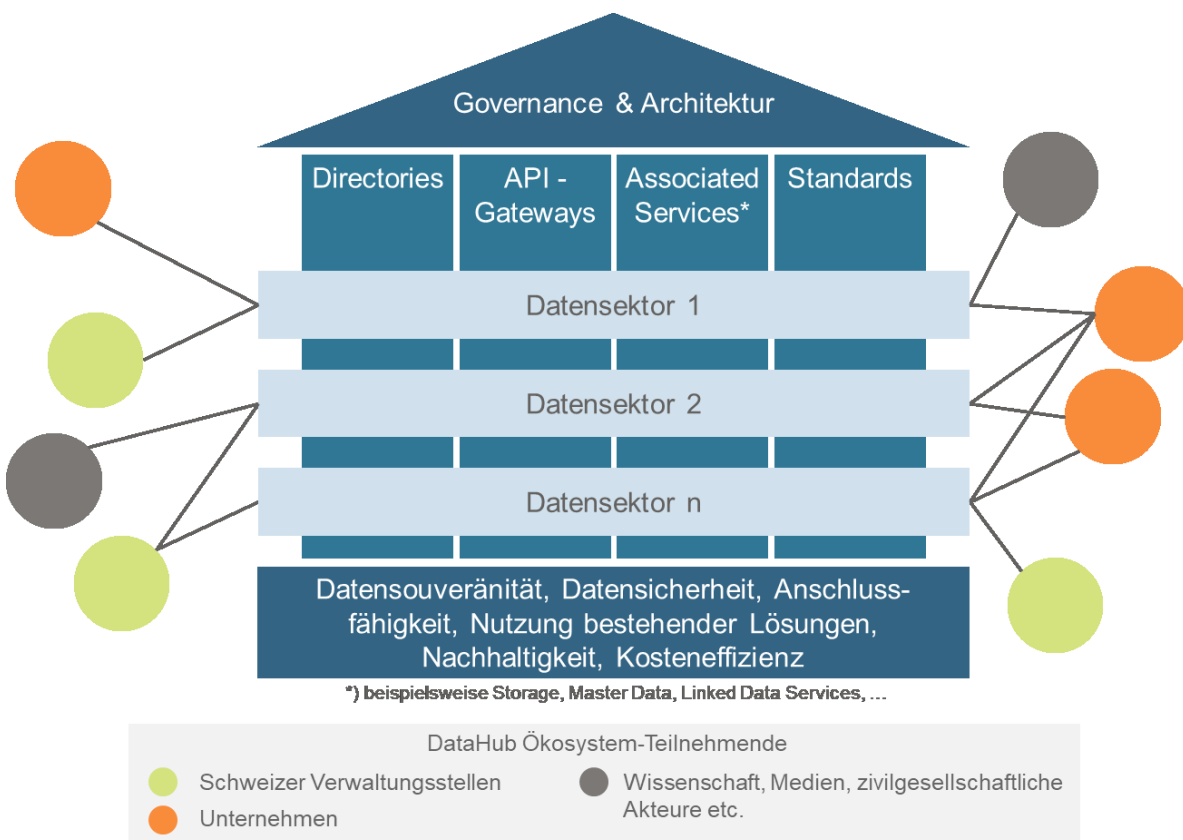 Governance & Architektur
Directories
API -
Gateways
Associated
Services*
Standards
Datensektor 1
Datensektor 2
Datensektor n
Datensouveränität, Datensicherheit, Anschluss-
fähigkeit, Nutzung bestehender Lösungen,
Nachhaltigkeit, Kosteneffizienz
*) beispielsweise Storage, Master Data, Linked Data Services, ...
DataHub Ökosystem-Teilnehmende
Schweizer Verwaltungsstellen
Unternehmen
Wissenschaft, Medien, zivilgesellschaftliche
Akteure etc.